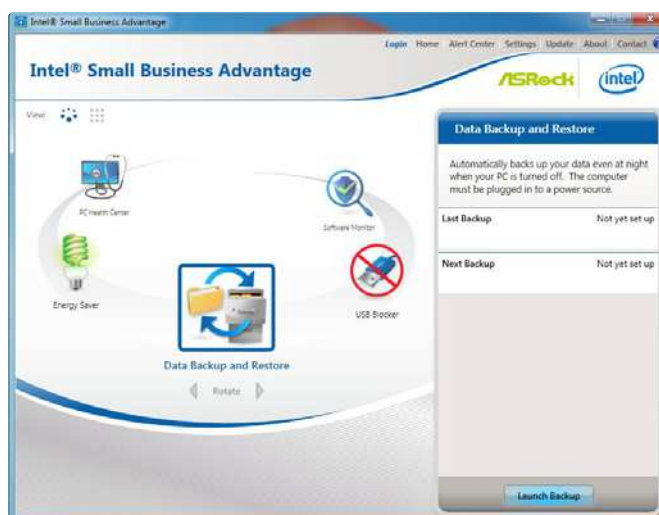 Intel® Small Business Advantage
Login Home Alert Center Settings Update About Contact
Intel® Small Business Advantage
ASRock
intel
View
Data Backup and Restore
Automatically backs up your data even at night
when your PC is turned off. The computer
must be plugged in to a power source.
Last Backup Not yet set up
Next Backup Not yet set up
PC Health Center
Software Monitor
Energy Saver
USB Blocker
Data Backup and Restore
Rotate
Launch Backup